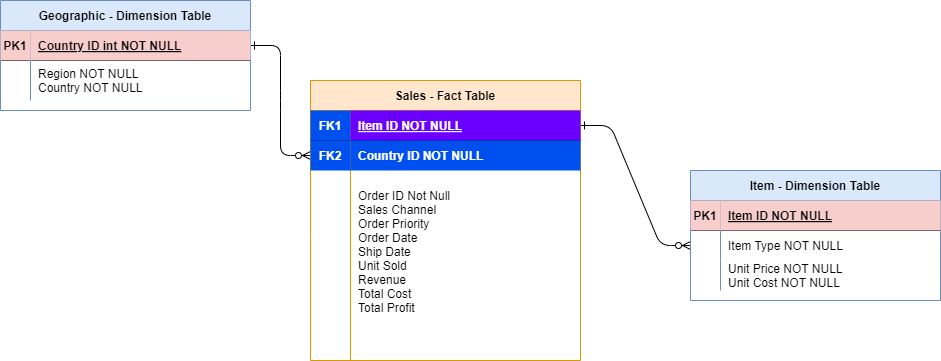 Geographic - Dimension Table
PK1 Country ID int NOT NULL
Region NOT NULL
Country NOT NULL
Sales - Fact Table
FK1 Item ID NOT NULL
FK2 Country ID NOT NULL
Order ID Not Null
Sales Channel
Order Priority
Order Date
Ship Date
Unit Sold
Revenue
Total Cost
Total Profit
Item - Dimension Table
PK1 Item ID NOT NULL
Item Type NOT NULL
Unit Price NOT NULL
Unit Cost NOT NULL